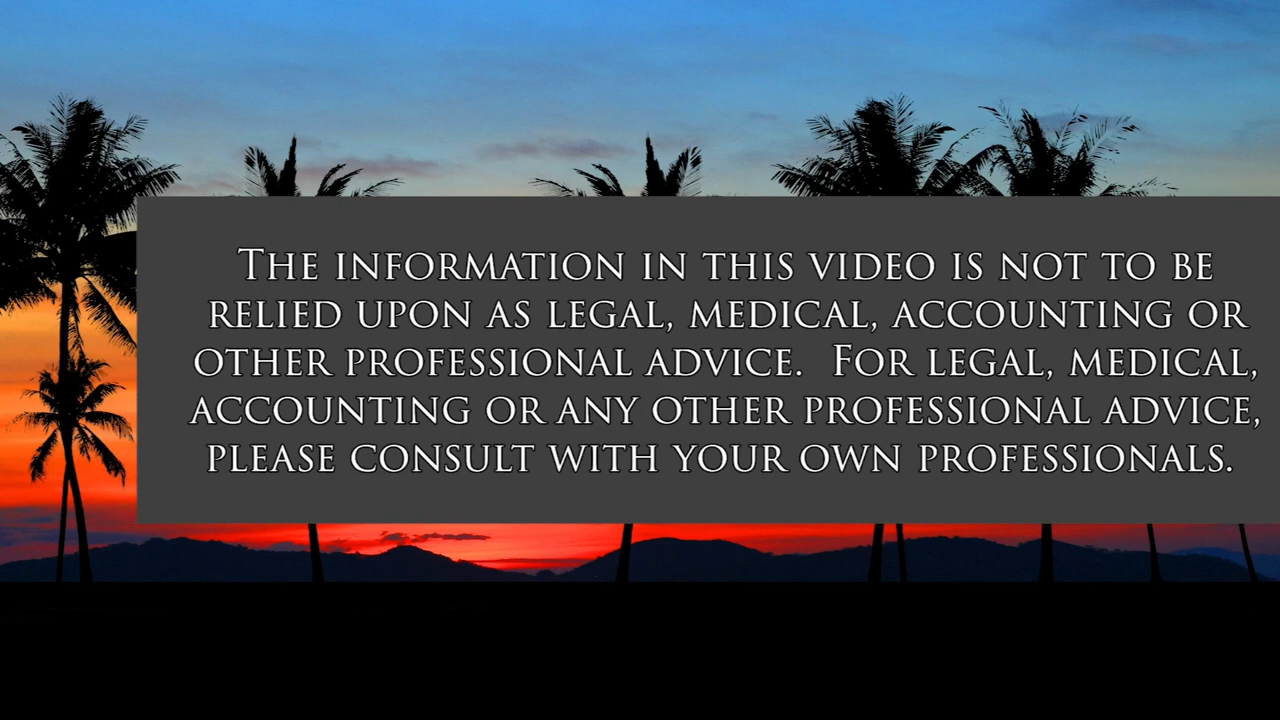 The information in this video is not to be
relied upon as legal, medical, accounting or
other professional advice.  For legal, medical,
accounting or any other professional advice,
please consult with your own professionals.